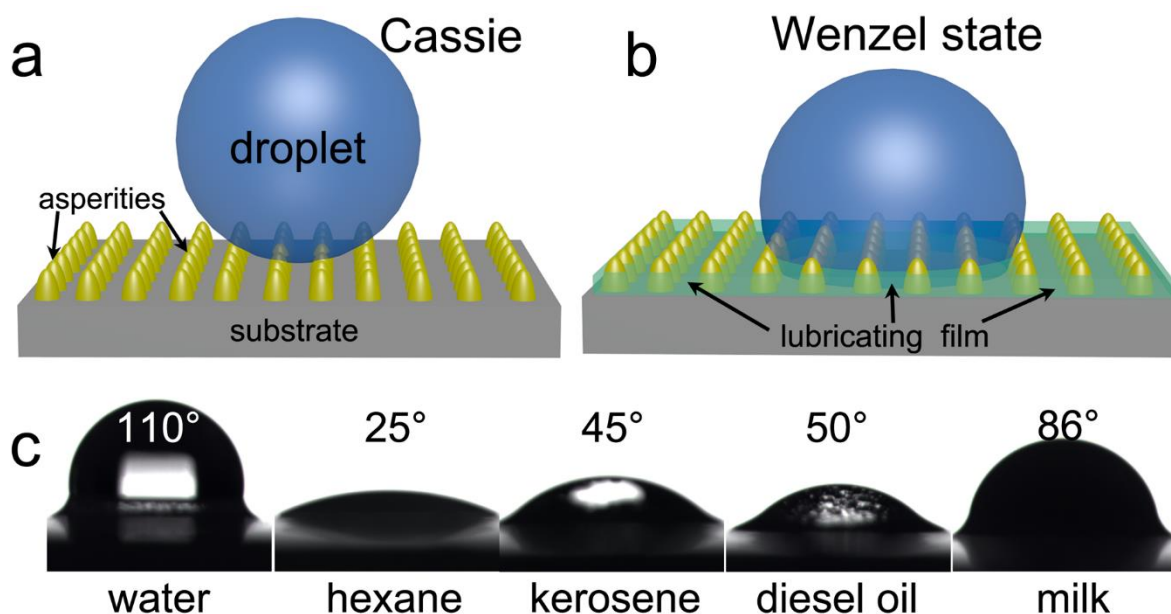 a
Cassie
droplet
asperities
substrate
b
Wenzel state
lubricating film
c
110°
25°
45°
50°
86°
water
hexane
kerosene
diesel oil
milk